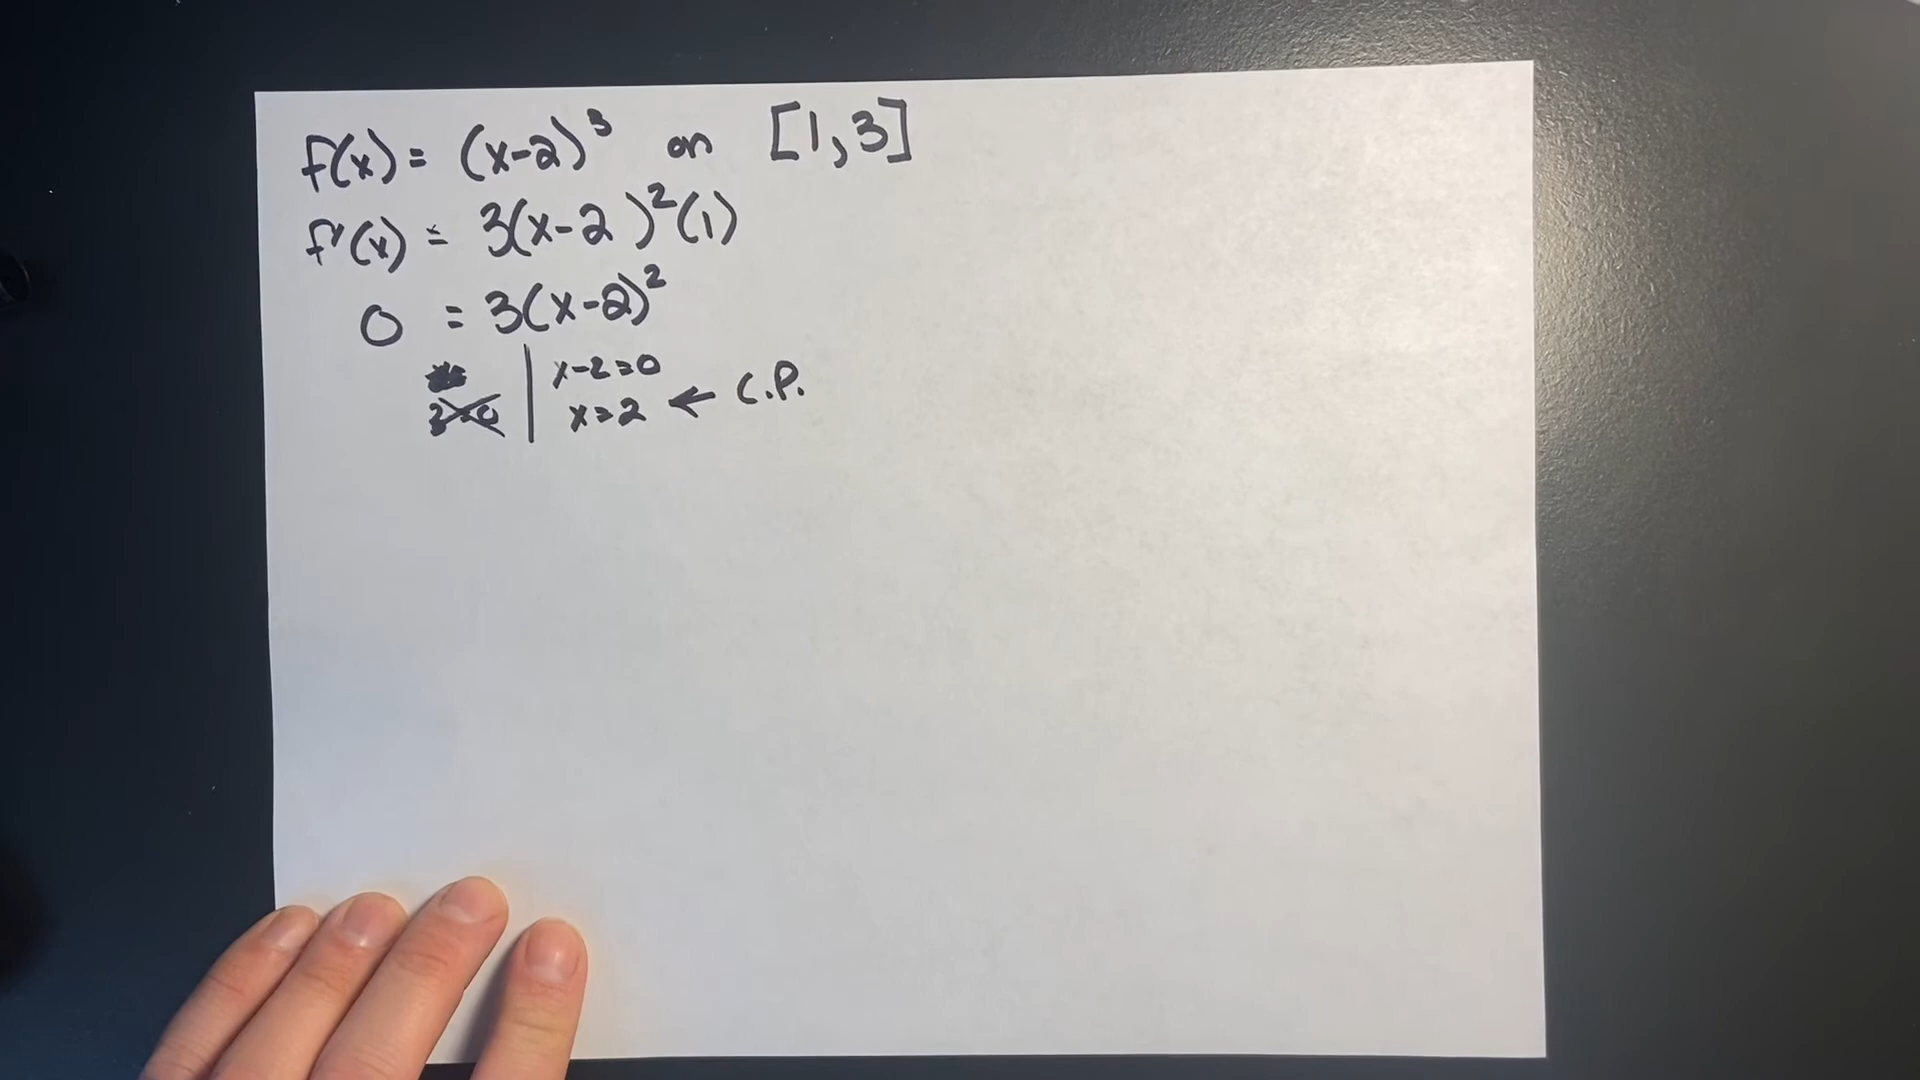 f(x) = (x-2)³ on [1,3]
f'(x) = 3(x-2)²(1)
0 = 3(x-2)²
x-2=0
x=2 ← C.P.